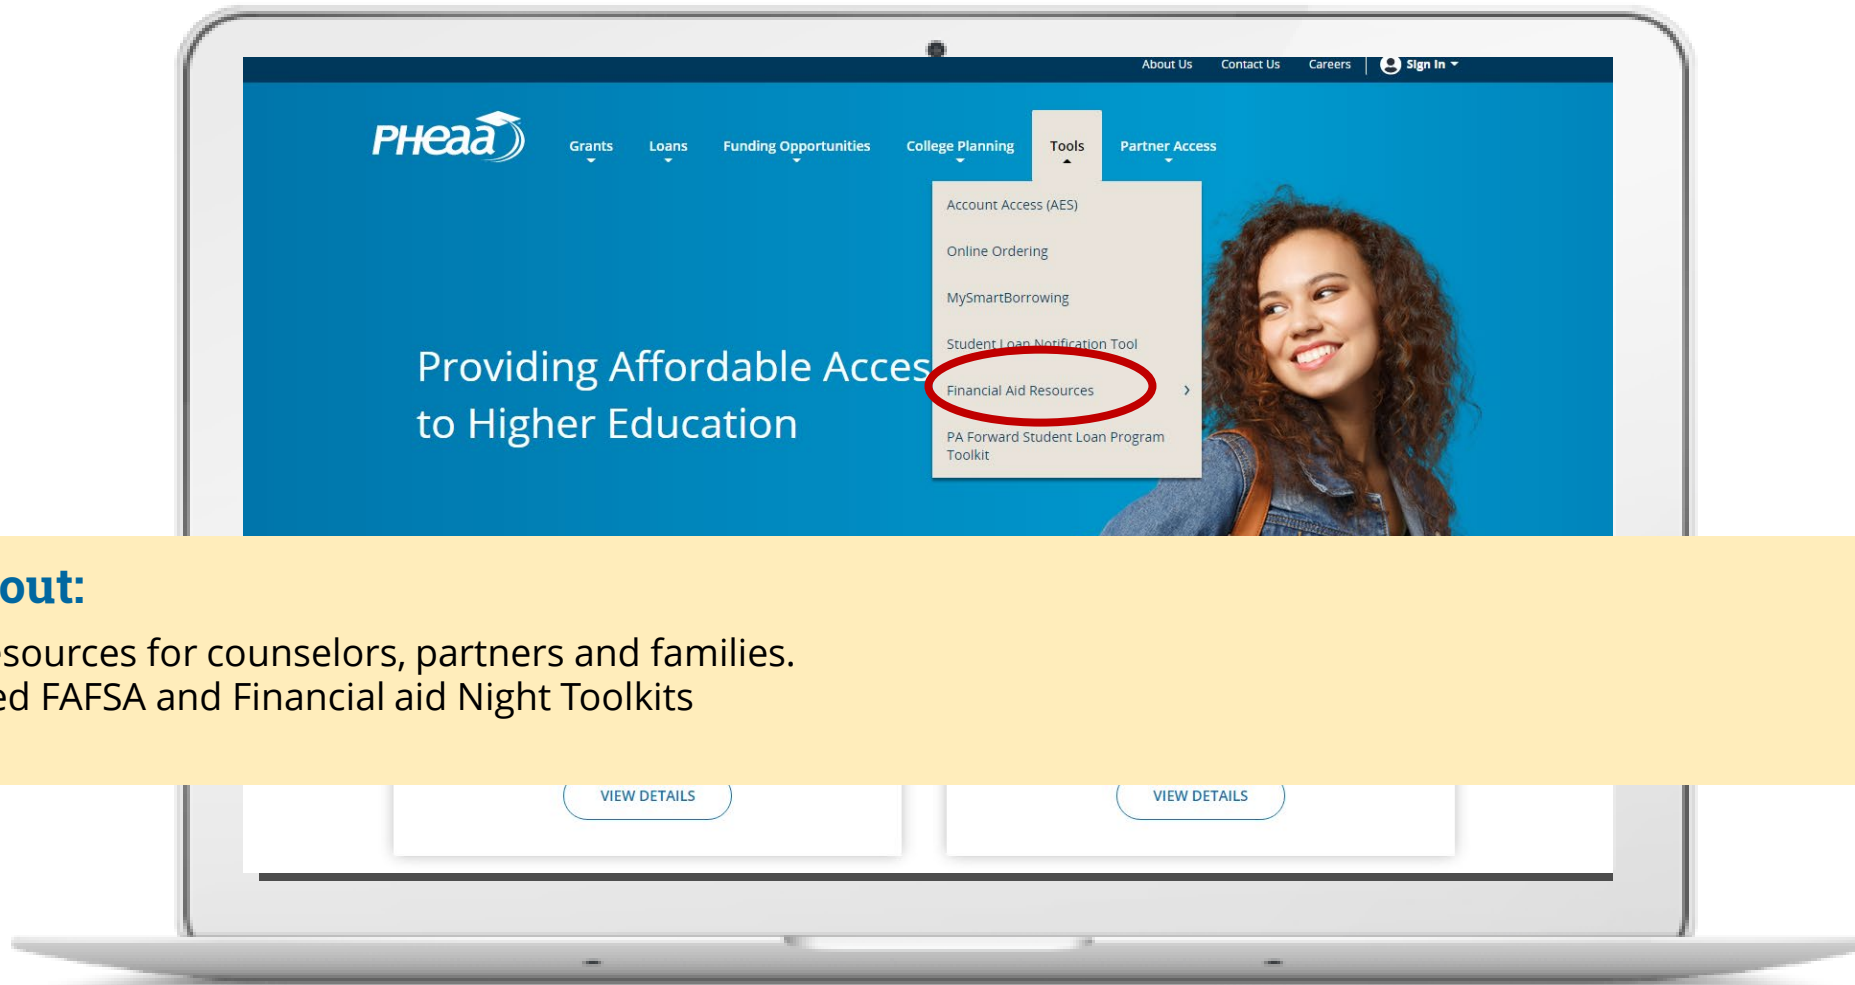 About Us Contact Us Careers Sign In
PHEAA
Grants Loans Funding Opportunities College Planning Tools Partner Access
Account Access (AES)
Online Ordering
MySmartBorrowing
Student Loan Notification Tool
Financial Aid Resources
PA Forward Student Loan Program
Toolkit
Providing Affordable Acces
to Higher Education
out:
esources for counselors, partners and families.
ed FAFSA and Financial aid Night Toolkits
VIEW DETAILS VIEW DETAILS